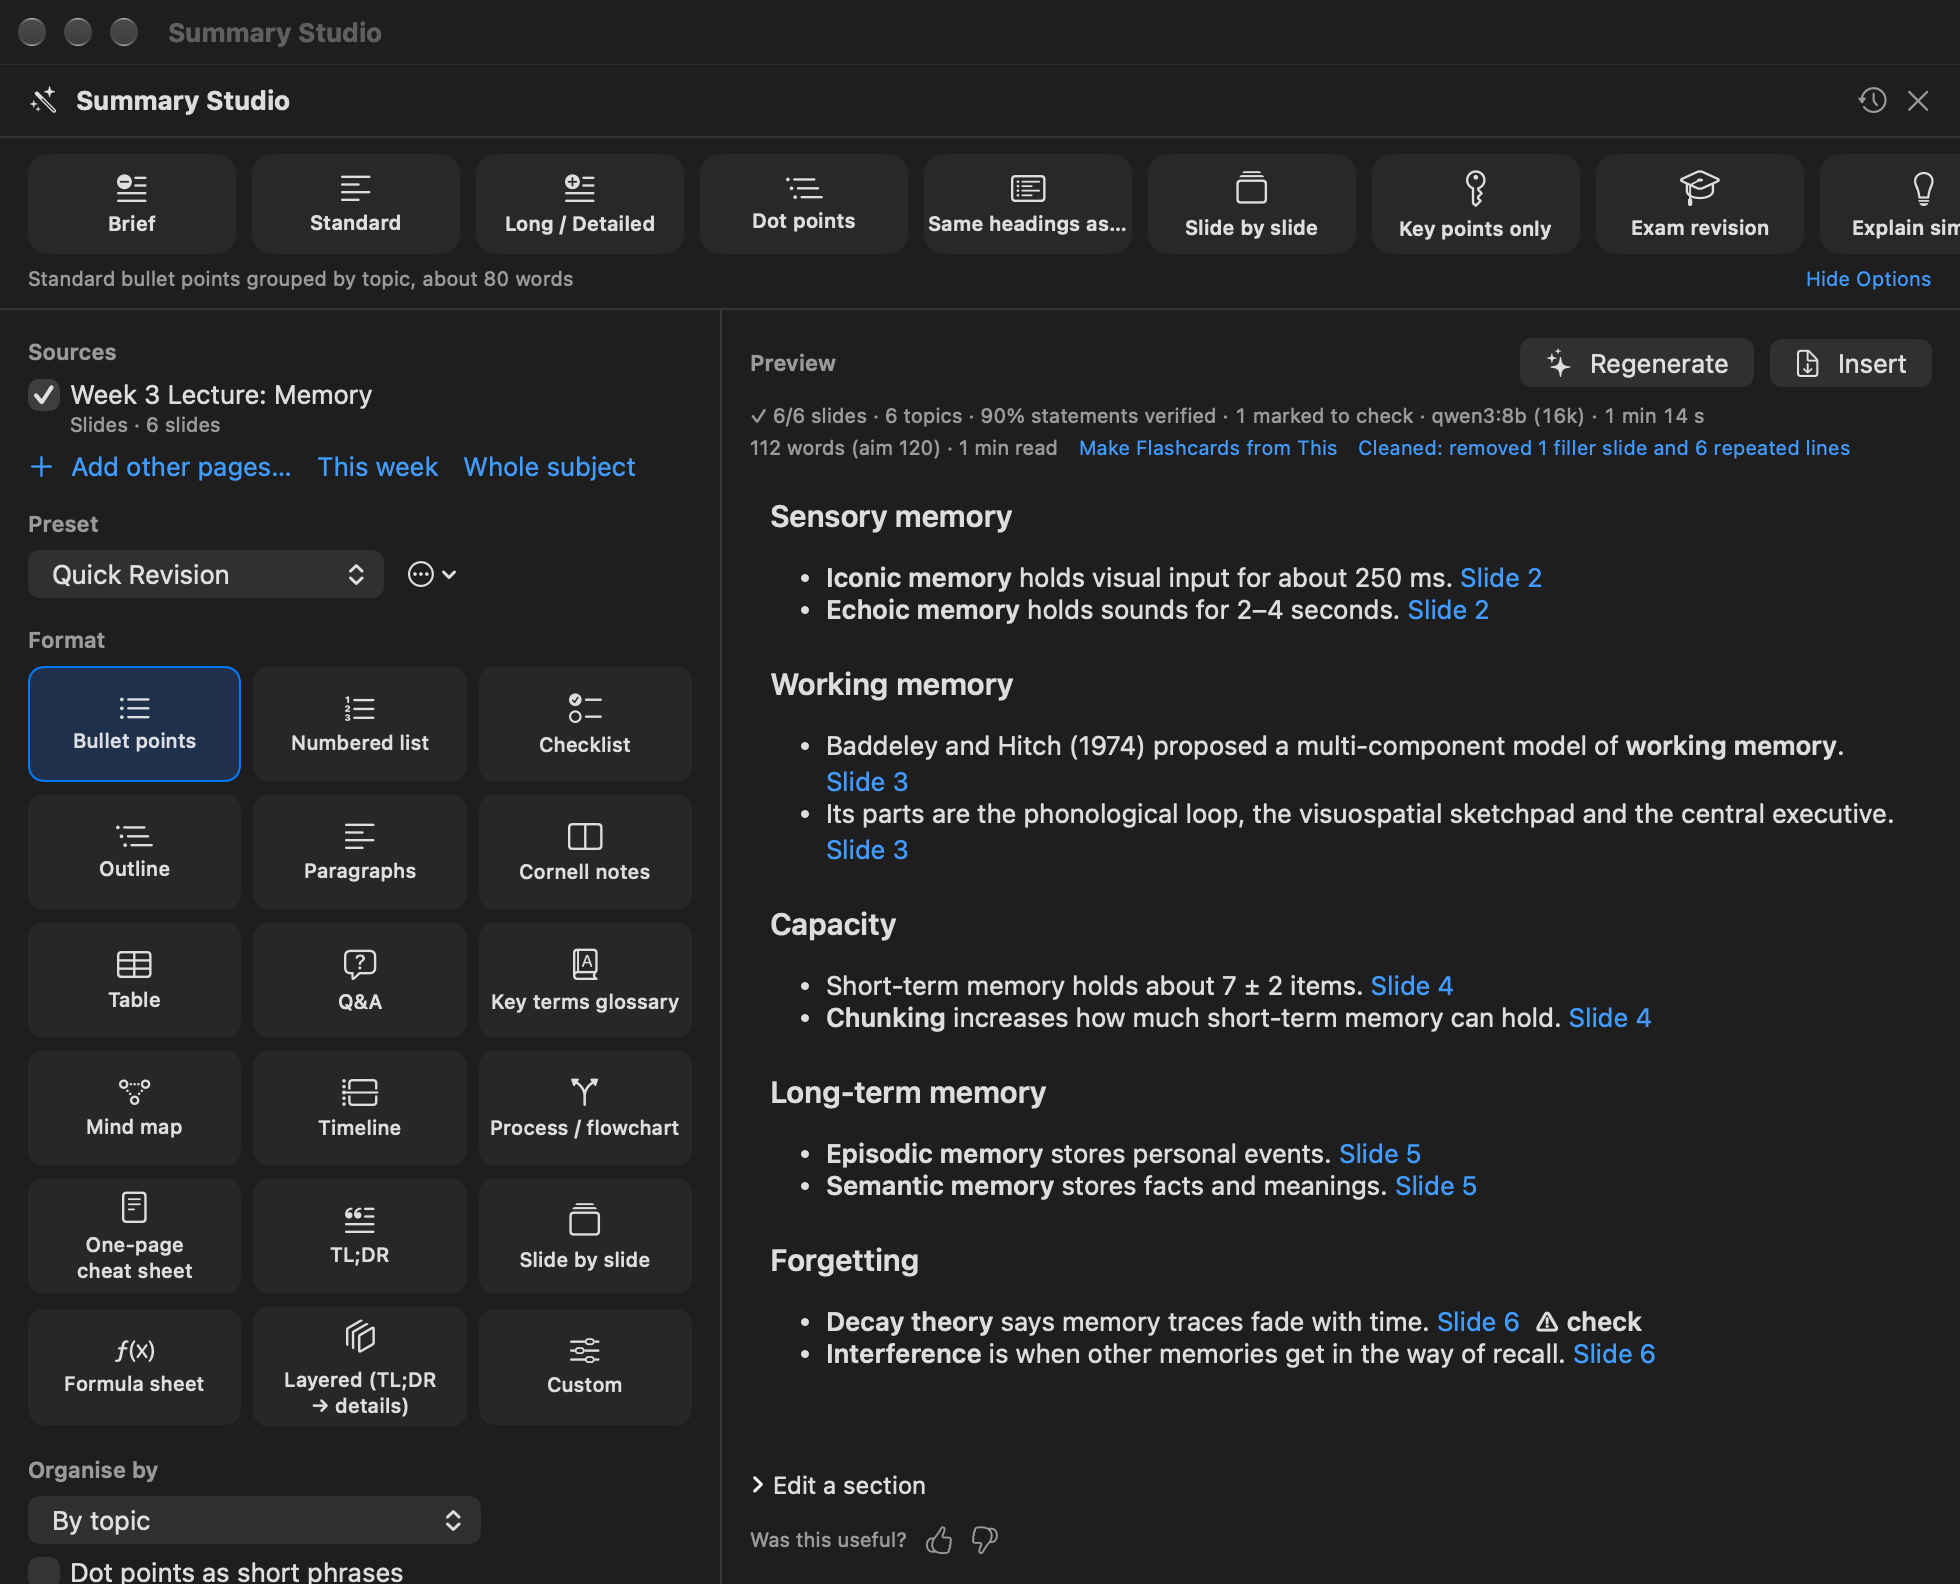 Summary Studio
Summary Studio
Brief
Standard
Long / Detailed
Dot points
Same headings as...
Slide by slide
Key points only
Exam revision
Explain sim
Standard bullet points grouped by topic, about 80 words
Hide Options
Sources
Week 3 Lecture: Memory
Slides · 6 slides
+ Add other pages...
This week
Whole subject
Preset
Quick Revision
Format
Bullet points
Numbered list
Checklist
Outline
Paragraphs
Cornell notes
Table
Q&A
Key terms glossary
Mind map
Timeline
Process / flowchart
One-page
cheat sheet
TL;DR
Slide by slide
f(x)
Formula sheet
Layered (TL;DR
→ details)
Custom
Organise by
By topic
Dot points as short phrases
Preview
Regenerate
Insert
✓ 6/6 slides · 6 topics · 90% statements verified · 1 marked to check · qwen3:8b (16k) · 1 min 14 s
112 words (aim 120) · 1 min read Make Flashcards from This Cleaned: removed 1 filler slide and 6 repeated lines
Sensory memory
• Iconic memory holds visual input for about 250 ms. Slide 2
• Echoic memory holds sounds for 2–4 seconds. Slide 2
Working memory
• Baddeley and Hitch (1974) proposed a multi-component model of working memory.
Slide 3
• Its parts are the phonological loop, the visuospatial sketchpad and the central executive.
Slide 3
Capacity
• Short-term memory holds about 7 ± 2 items. Slide 4
• Chunking increases how much short-term memory can hold. Slide 4
Long-term memory
• Episodic memory stores personal events. Slide 5
• Semantic memory stores facts and meanings. Slide 5
Forgetting
• Decay theory says memory traces fade with time. Slide 6 ⚠ check
• Interference is when other memories get in the way of recall. Slide 6
Edit a section
Was this useful?